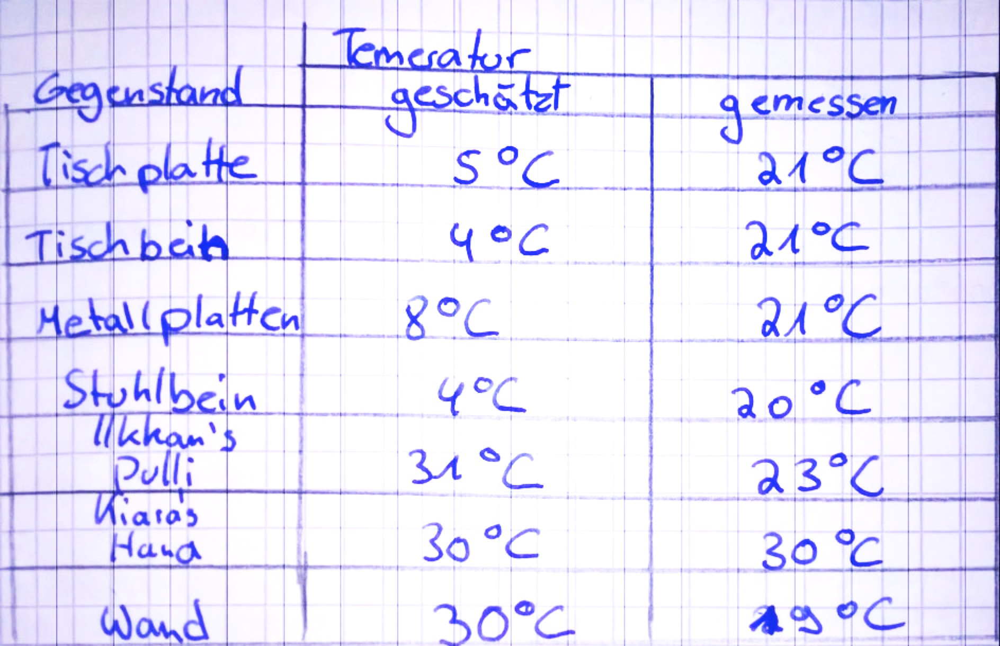 Temeratur
Gegenstand geschätzt gemessen
Tischplatte 5°C 21°C
Tischbein 4°C 21°C
Metallplatten 8°C 21°C
Stuhlbein 4°C 20°C
Ilkkan's
Pulli 31°C 23°C
Kiara's
Hand 30°C 30°C
Wand 30°C 19°C